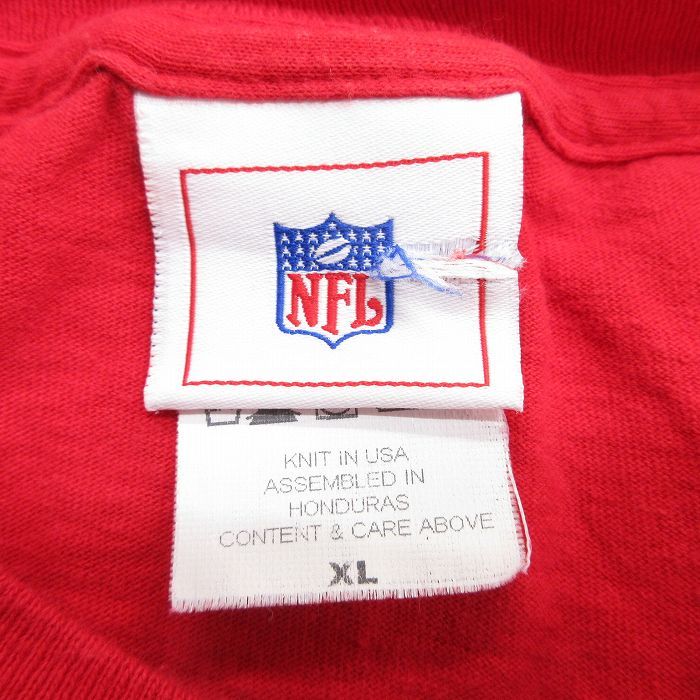 NFL
KNIT IN USA
ASSEMBLED IN
HONDURAS
CONTENT & CARE ABOVE
XL